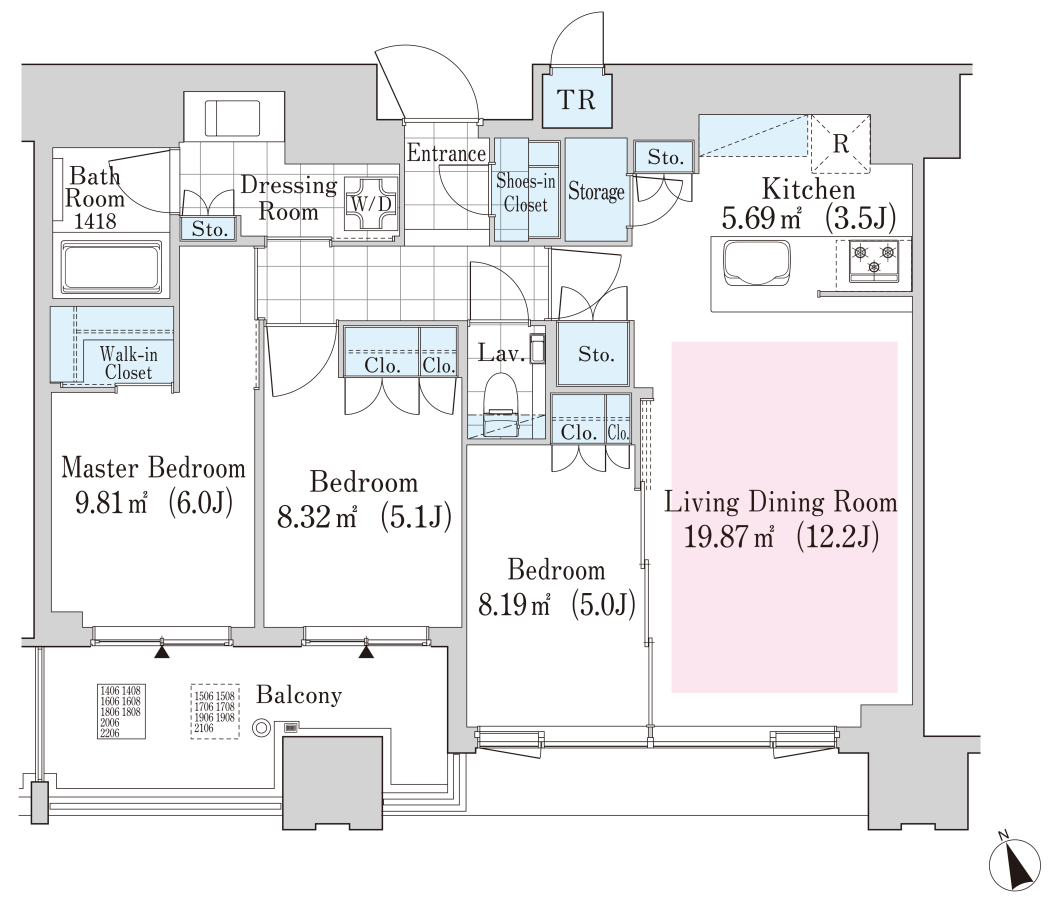 TR
Entrance
Bath
Room
1418
Dressing
Room
W/D
Sto.
Shoes-in
Closet
Storage
Sto.
R
Kitchen
5.69㎡ (3.5J)
Walk-in
Closet
Clo.
Clo.
Lav.
Sto.
Clo.
Clo.
Master Bedroom
9.81㎡ (6.0J)
Bedroom
8.32㎡ (5.1J)
Bedroom
8.19㎡ (5.0J)
Living Dining Room
19.87㎡ (12.2J)
1406 1408
1606 1608
1806 1808
2006
2206
1506 1508
1706 1708
1906 1908
2106
Balcony
N